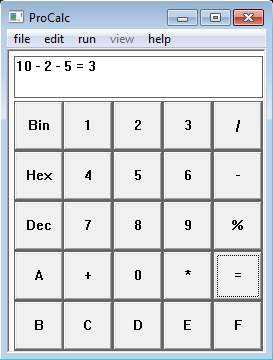 ProCalc
file edit run view help
10 - 2 - 5 = 3
Bin 1 2 3 /
Hex 4 5 6 -
Dec 7 8 9 %
A + 0 * =
B C D E F